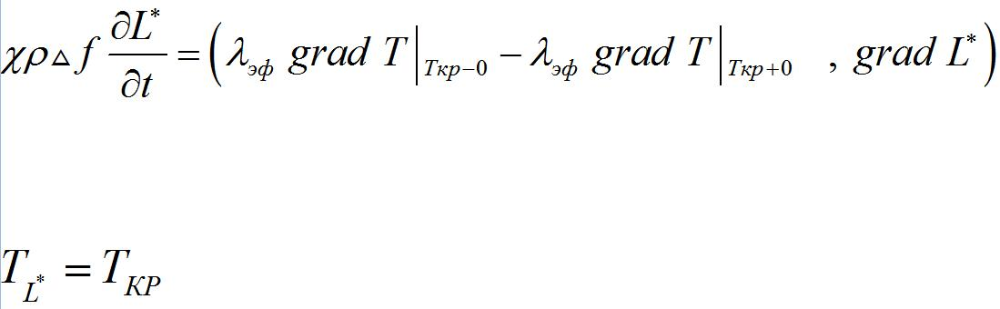 χρ△f ∂L*/∂t = (λэф grad T|Tкр−0 − λэф grad T|Tкр+0 , grad L*)
T_L* = T_КР